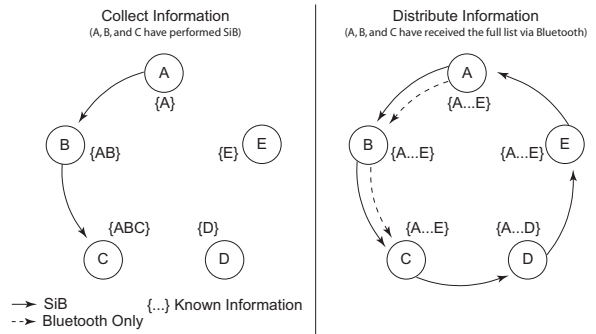 Collect Information
(A, B, and C have performed SiB)
A
{A}
B
{AB}
E
{E}
{ABC}
C
{D}
D
SiB
Bluetooth Only
{...} Known Information
Distribute Information
(A, B, and C have received the full list via Bluetooth)
A
{A...E}
B
{A...E}
{A...E}
E
{A...E}
C
{A...D}
D